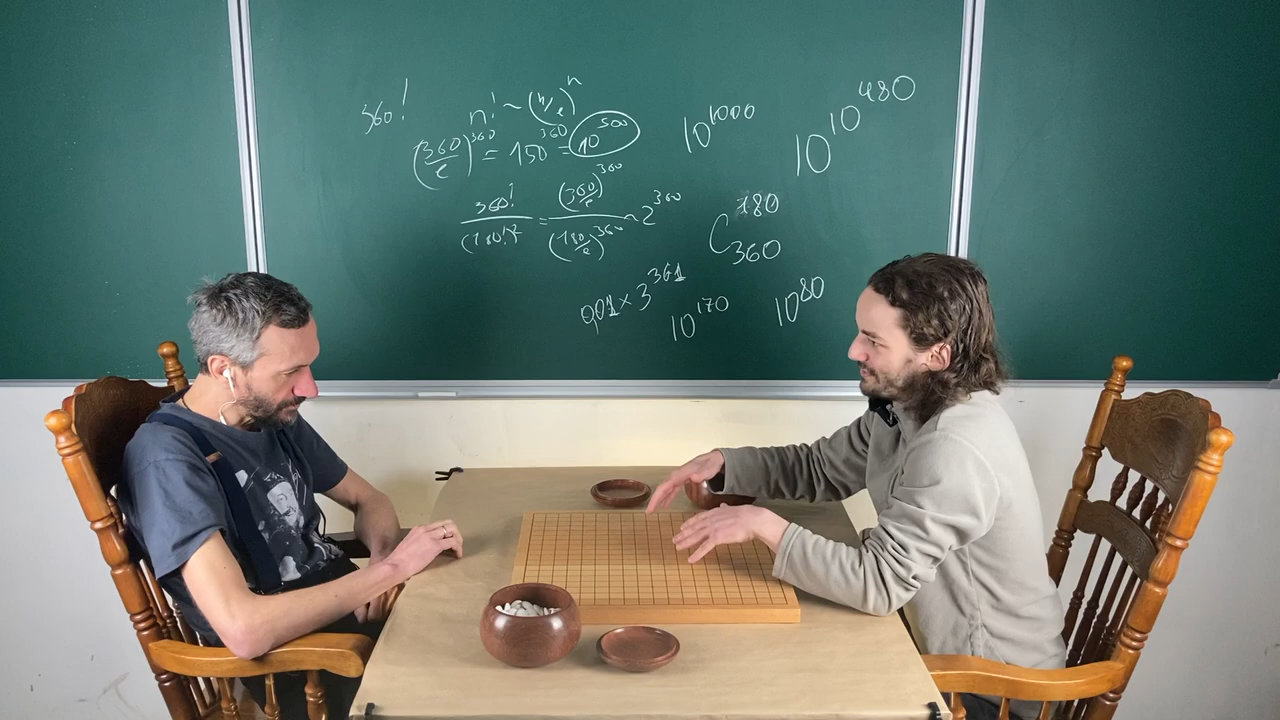 360!
n! ~ (n/e)^n
(360/e)^360 = 150^360 = 10^500
10^1000
10^10^480
360!/(180!)² = (360/e)^360/(180/e)^360 ~ 2^360
C_360^180
0,01 × 3^361
10^170
10^80